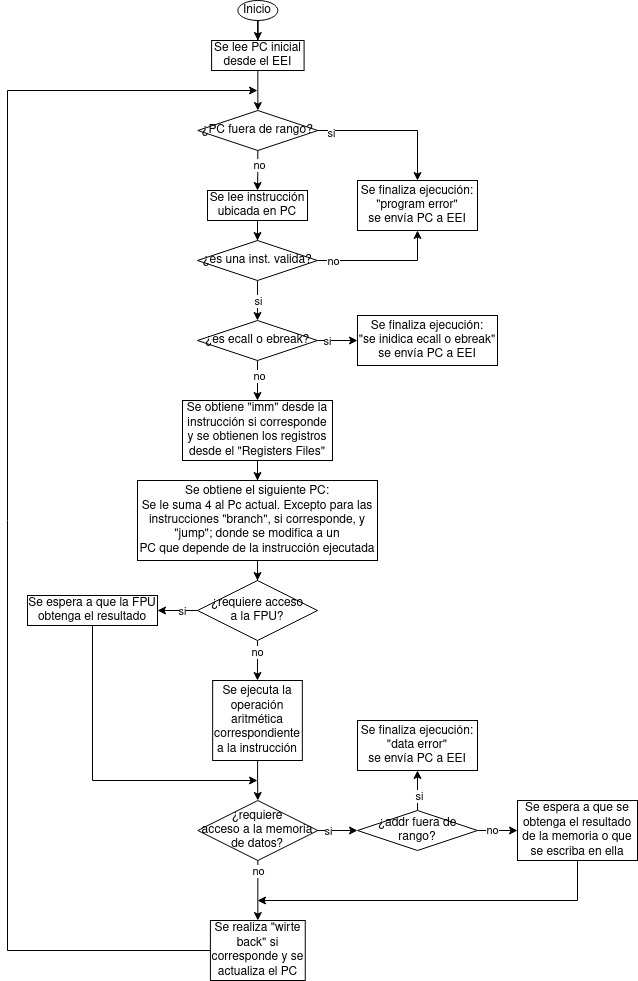 Inicio
Se lee PC inicial
desde el EEI
¿PC fuera de rango?
si
no
Se finaliza ejecución:
"program error"
se envía PC a EEI
Se lee instrucción
ubicada en PC
¿es una inst. valida?
no
si
¿es ecall o ebreak?
si
Se finaliza ejecución:
"se inidica ecall o ebreak"
se envía PC a EEI
no
Se obtiene "imm" desde la
instrucción si corresponde
y se obtienen los registros
desde el "Registers Files"
Se obtiene el siguiente PC:
Se le suma 4 al Pc actual. Excepto para las
instrucciones "branch", si corresponde, y
"jump"; donde se modifica a un
PC que depende de la instrucción ejecutada
¿requiere acceso
a la FPU?
si
Se espera a que la FPU
obtenga el resultado
no
Se ejecuta la
operación
aritmética
correspondiente
a la instrucción
Se finaliza ejecución:
"data error"
se envía PC a EEI
si
¿requiere
acceso a la memoria
de datos?
si
¿addr fuera de
rango?
no
Se espera a que se
obtenga el resultado
de la memoria o que
se escriba en ella
no
Se realiza "wirte
back" si
corresponde y se
actualiza el PC